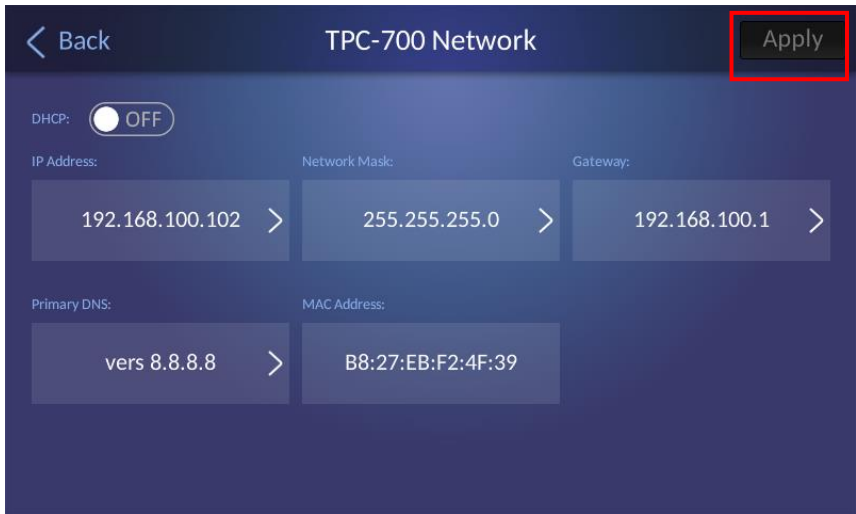 Back TPC-700 Network Apply
DHCP: OFF
IP Address: Network Mask: Gateway:
192.168.100.102 255.255.255.0 192.168.100.1
Primary DNS: MAC Address:
vers 8.8.8.8 B8:27:EB:F2:4F:39